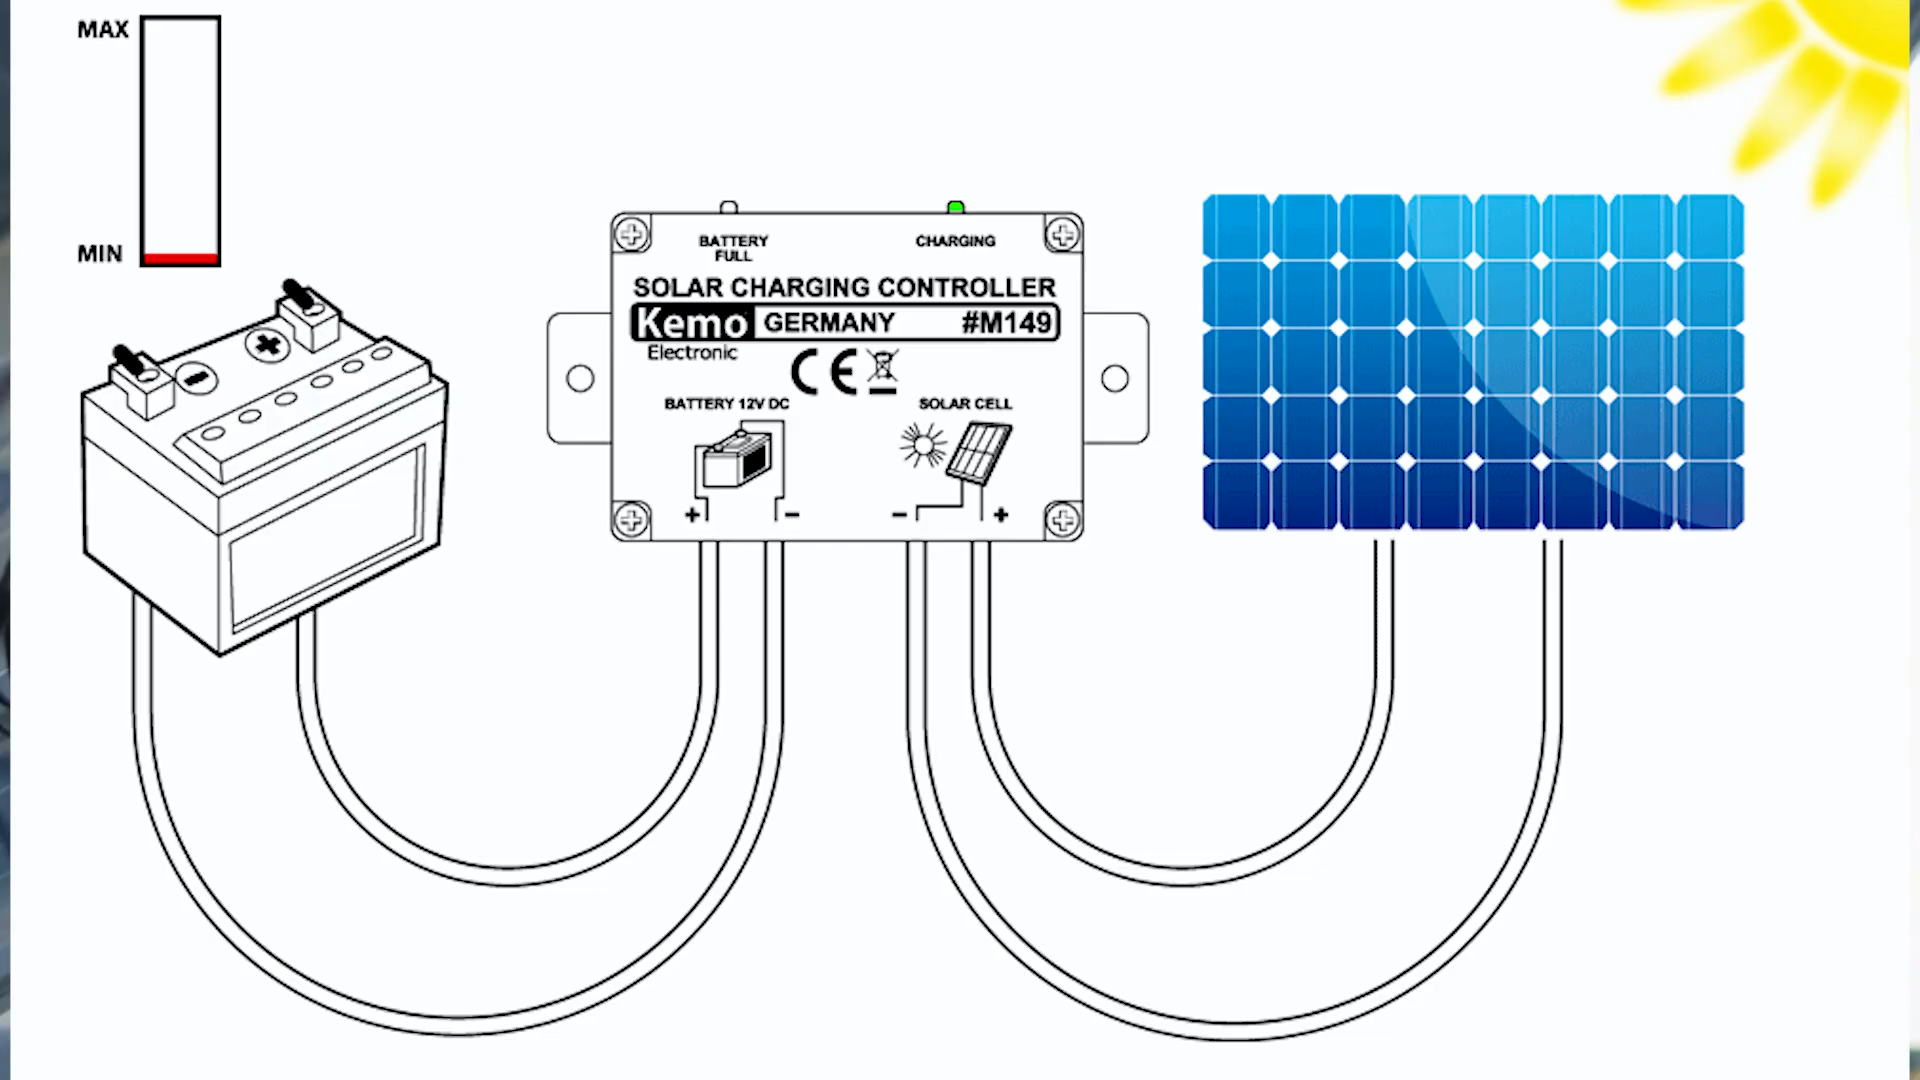 MAX
MIN
BATTERY
FULL
CHARGING
SOLAR CHARGING CONTROLLER
Kemo GERMANY #M149
Electronic CE
BATTERY 12V DC
SOLAR CELL
+ - - +
- +